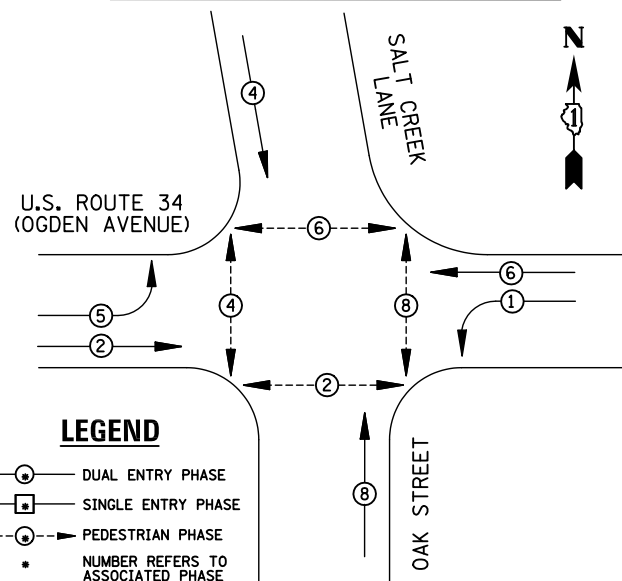 SALT CREEK
LANE
N
1
4
U.S. ROUTE 34
(OGDEN AVENUE)
6
6
5
4
8
1
2
2
LEGEND
* DUAL ENTRY PHASE
* SINGLE ENTRY PHASE
* PEDESTRIAN PHASE
* NUMBER REFERS TO
ASSOCIATED PHASE
8
OAK STREET